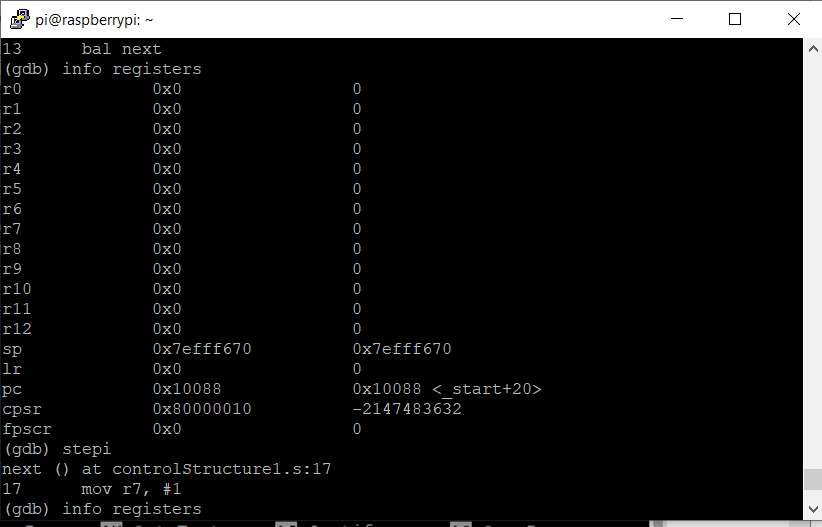 pi@raspberrypi: ~
13      bal next
(gdb) info registers
r0             0x0                 0
r1             0x0                 0
r2             0x0                 0
r3             0x0                 0
r4             0x0                 0
r5             0x0                 0
r6             0x0                 0
r7             0x0                 0
r8             0x0                 0
r9             0x0                 0
r10            0x0                 0
r11            0x0                 0
r12            0x0                 0
sp             0x7efff670          0x7efff670
lr             0x0                 0
pc             0x10088             0x10088 <_start+20>
cpsr           0x80000010          -2147483632
fpscr          0x0                 0
(gdb) stepi
next () at controlStructure1.s:17
17      mov r7, #1
(gdb) info registers